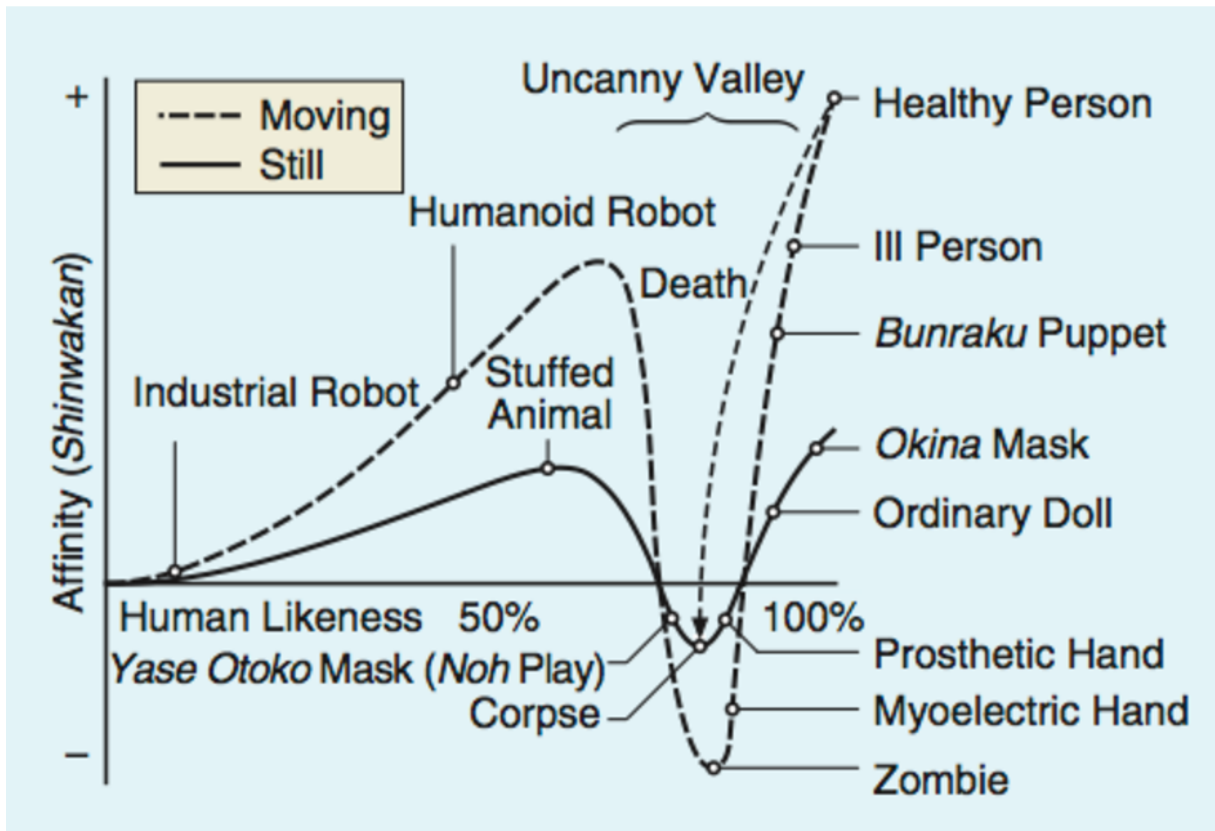 +
Moving
Still
Uncanny Valley
Healthy Person
Humanoid Robot
Ill Person
Death
Bunraku Puppet
Industrial Robot
Stuffed
Animal
Okina Mask
Ordinary Doll
Affinity (Shinwakan)
Human Likeness 50% 100%
Yase Otoko Mask (Noh Play)
Prosthetic Hand
Corpse
Myoelectric Hand
–
Zombie